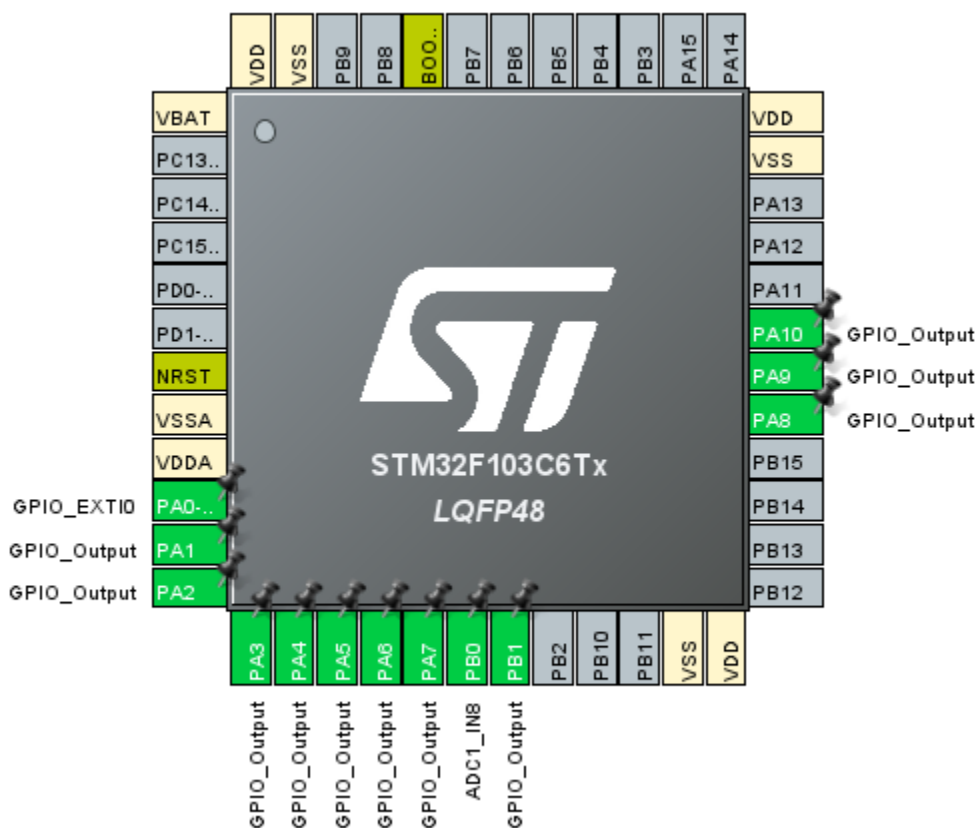 VDD
VSS
PB9
PB8
BOO..
PB7
PB6
PB5
PB4
PB3
PA15
PA14
VBAT
PC13..
PC14..
PC15..
PD0-..
PD1-..
NRST
VSSA
VDDA
GPIO_EXTI0 PA0-..
GPIO_Output PA1
GPIO_Output PA2
ST
STM32F103C6Tx
LQFP48
VDD
VSS
PA13
PA12
PA11
PA10 GPIO_Output
PA9 GPIO_Output
PA8 GPIO_Output
PB15
PB14
PB13
PB12
PA3 GPIO_Output
PA4 GPIO_Output
PA5 GPIO_Output
PA6 GPIO_Output
PA7 GPIO_Output
PB0 ADC1_IN8
PB1 GPIO_Output
PB2
PB10
PB11
VSS
VDD